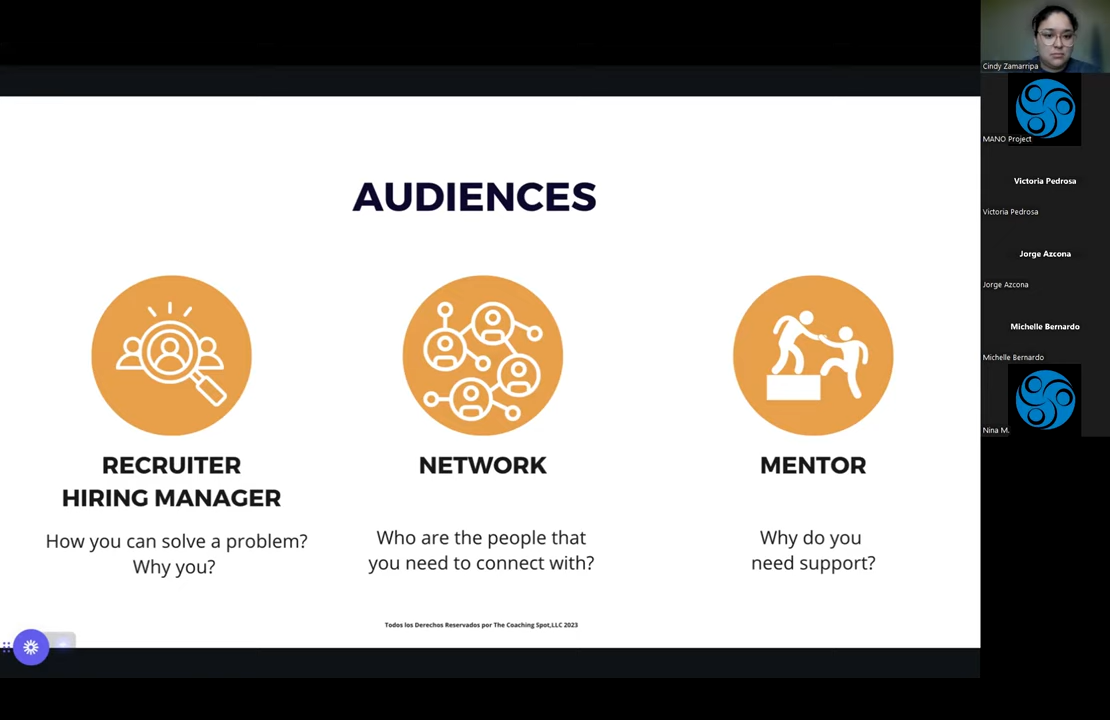 AUDIENCES
RECRUITER
HIRING MANAGER
How you can solve a problem?
Why you?
NETWORK
Who are the people that
you need to connect with?
MENTOR
Why do you
need support?
Todos los Derechos Reservados por The Coaching Spot,LLC 2023
Cindy Zamarripa
MANO Project
Victoria Pedrosa
Victoria Pedrosa
Jorge Azcona
Jorge Azcona
Michelle Bernardo
Michelle Bernardo
Nina M.